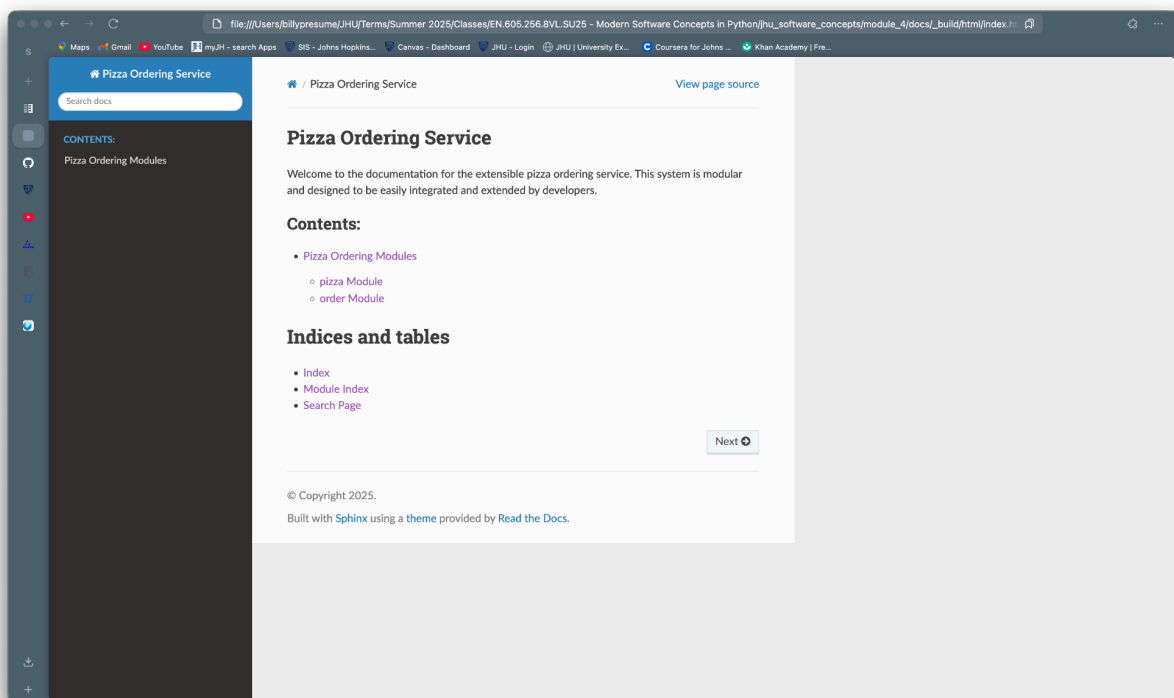 file:///Users/billypresume/JHU/Terms/Summer 2025/Classes/EN.605.256.8VL.SU25 - Modern Software Concepts in Python/jhu_software_concepts/module_4/docs/_build/html/index.ht
S
Maps Gmail YouTube myJH - search Apps SIS - Johns Hopkins... Canvas - Dashboard JHU - Login JHU | University Ex... Coursera for Johns ... Khan Academy | Fre...
Pizza Ordering Service
Search docs
CONTENTS:
Pizza Ordering Modules
/ Pizza Ordering Service
View page source
Pizza Ordering Service
Welcome to the documentation for the extensible pizza ordering service. This system is modular
and designed to be easily integrated and extended by developers.
Contents:
• Pizza Ordering Modules
◦ pizza Module
◦ order Module
Indices and tables
• Index
• Module Index
• Search Page
Next
© Copyright 2025.
Built with Sphinx using a theme provided by Read the Docs.